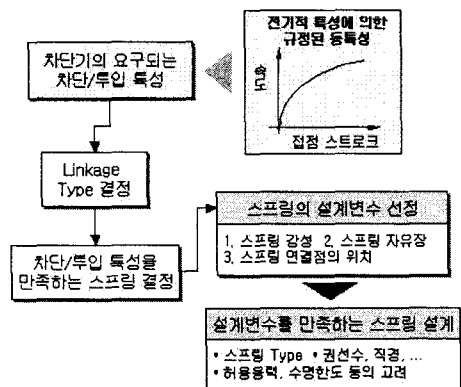 차단기의 요구되는
차단/투입 특성
전기적 특성에 의한
규정된 동특성
속도
접점 스트로크
Linkage
Type 결정
차단/투입 특성을
만족하는 스프링 결정
스프링의 설계변수 선정
1. 스프링 강성 2. 스프링 자유장
3. 스프링 연결점의 위치
설계변수를 만족하는 스프링 설계
• 스프링 Type • 권선수, 직경, ...
• 허용응력, 수명한도 등의 고려